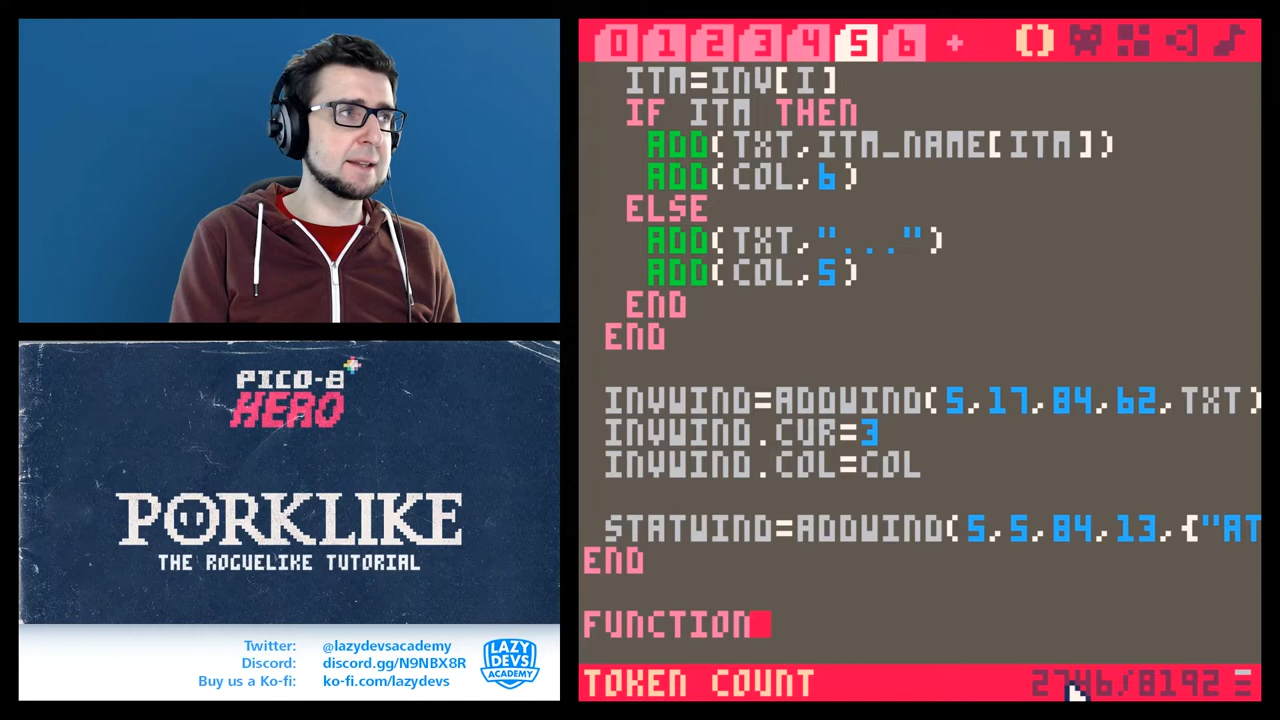 0 1 2 3 4 5 6 +
ITM=INV[I]
IF ITM THEN
ADD(TXT,ITM_NAME[ITM])
ADD(COL,6)
ELSE
ADD(TXT,"...")
ADD(COL,5)
END
END
INVWIND=ADDWIND(5,17,84,62,TXT)
INVWIND.CUR=3
INVWIND.COL=COL
STATWIND=ADDWIND(5,5,84,13,{"AT
END
FUNCTION
TOKEN COUNT 2746/8192
PICO-8
HERO
PORKLIKE
THE ROGUELIKE TUTORIAL
Twitter: @lazydevsacademy
Discord: discord.gg/N9NBX8R
Buy us a Ko-fi: ko-fi.com/lazydevs
LAZY
DEVS
ACADEMY